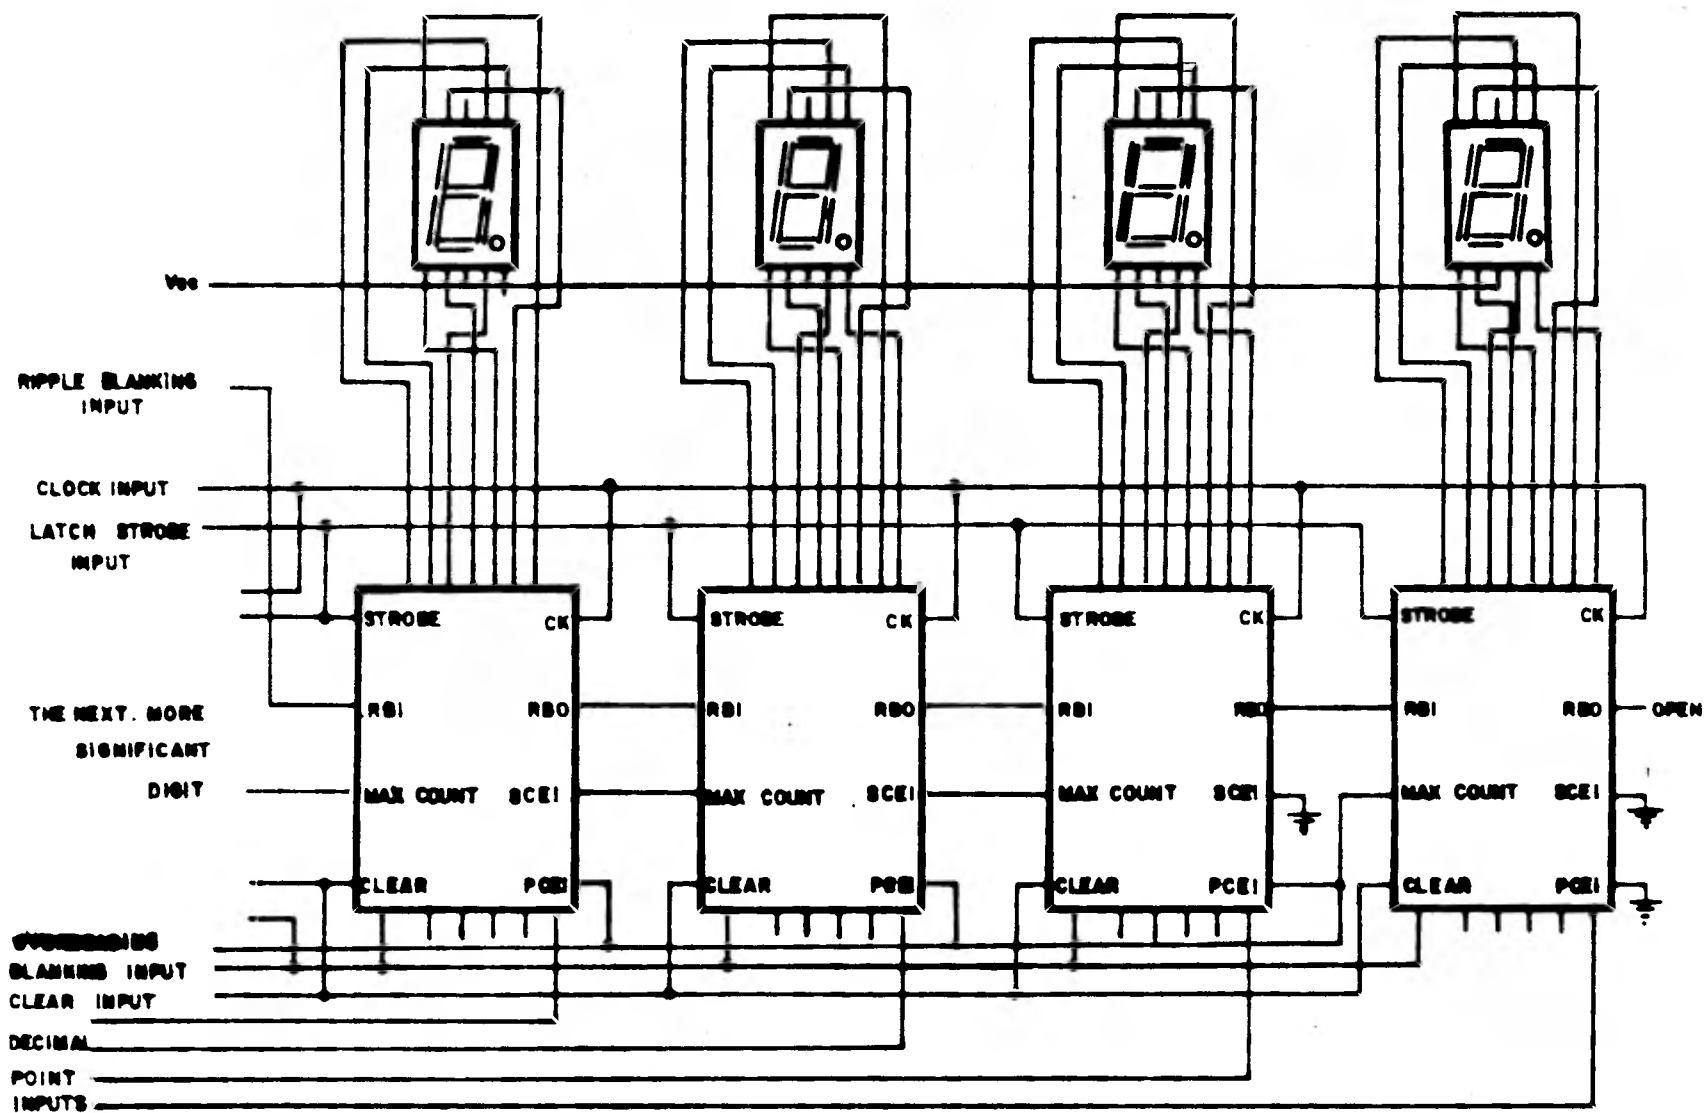 Vcc
RIPPLE BLANKING
INPUT
CLOCK INPUT
LATCH STROBE
INPUT
STROBE CK
STROBE CK
STROBE CK
STROBE CK
THE NEXT. MORE
SIGNIFICANT
DIGIT
RBI RBO
RBI RBO
RBI RBO
RBI RBO
OPEN
MAX COUNT SCEI
MAX COUNT SCEI
MAX COUNT SCEI
MAX COUNT SCEI
CLEAR PCEI
CLEAR PCEI
CLEAR PCEI
CLEAR PCEI
BLANKING INPUT
CLEAR INPUT
DECIMAL
POINT
INPUTS